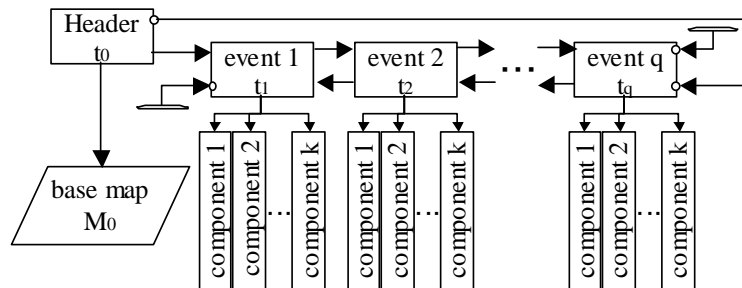 Header
t0
event 1
t1
event 2
t2
...
event q
tq
base map
M0
component 1
component 2
...
component k
component 1
component 2
...
component k
component 1
component 2
...
component k